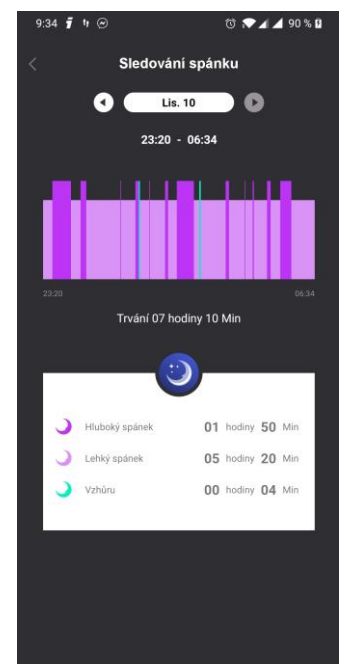 9:34 90 %
Sledování spánku
Lis. 10
23:20 - 06:34
23:20 06:34
Trvání 07 hodiny 10 Min
Hluboký spánek 01 hodiny 50 Min
Lehký spánek 05 hodiny 20 Min
Vzhůru 00 hodiny 04 Min